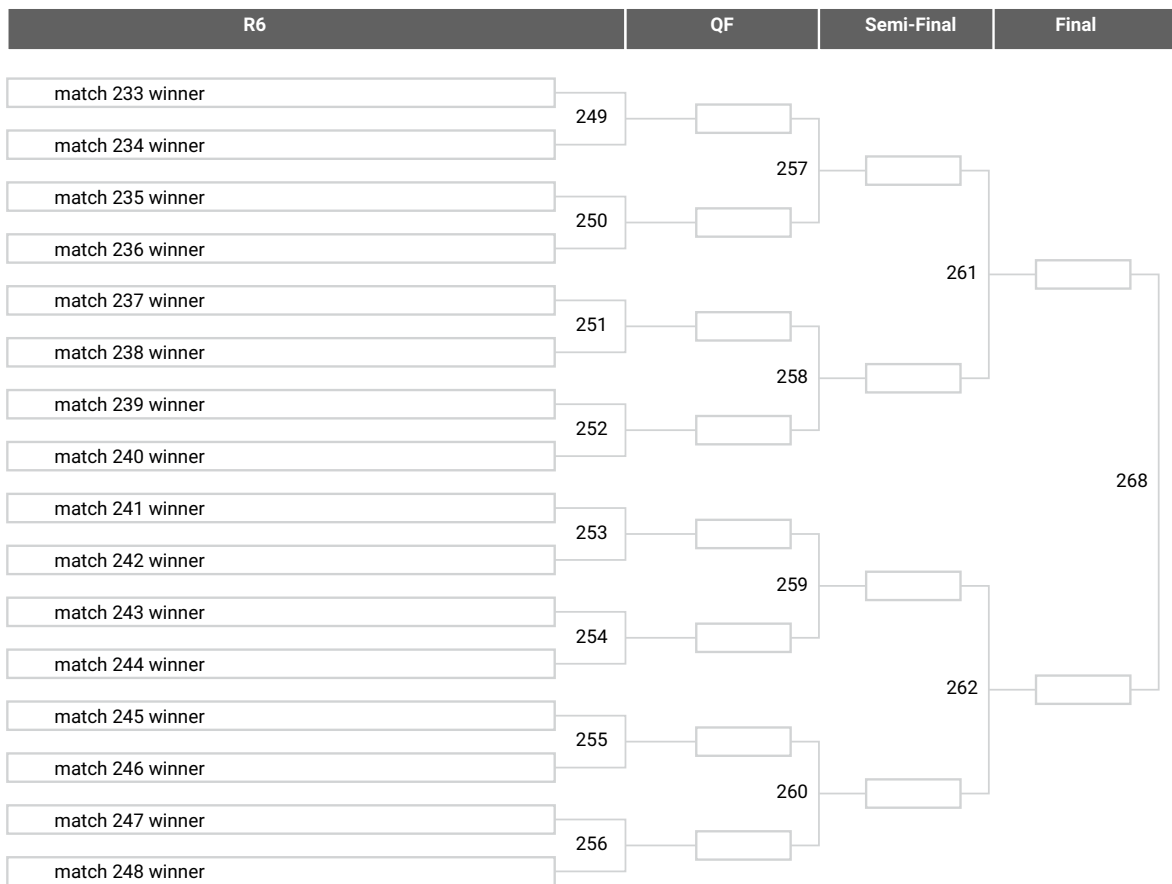 R6 QF Semi-Final Final
match 233 winner
249
match 234 winner
257
match 235 winner
250
match 236 winner
261
match 237 winner
251
match 238 winner
258
match 239 winner
252
match 240 winner
268
match 241 winner
253
match 242 winner
259
match 243 winner
254
match 244 winner
262
match 245 winner
255
match 246 winner
260
match 247 winner
256
match 248 winner